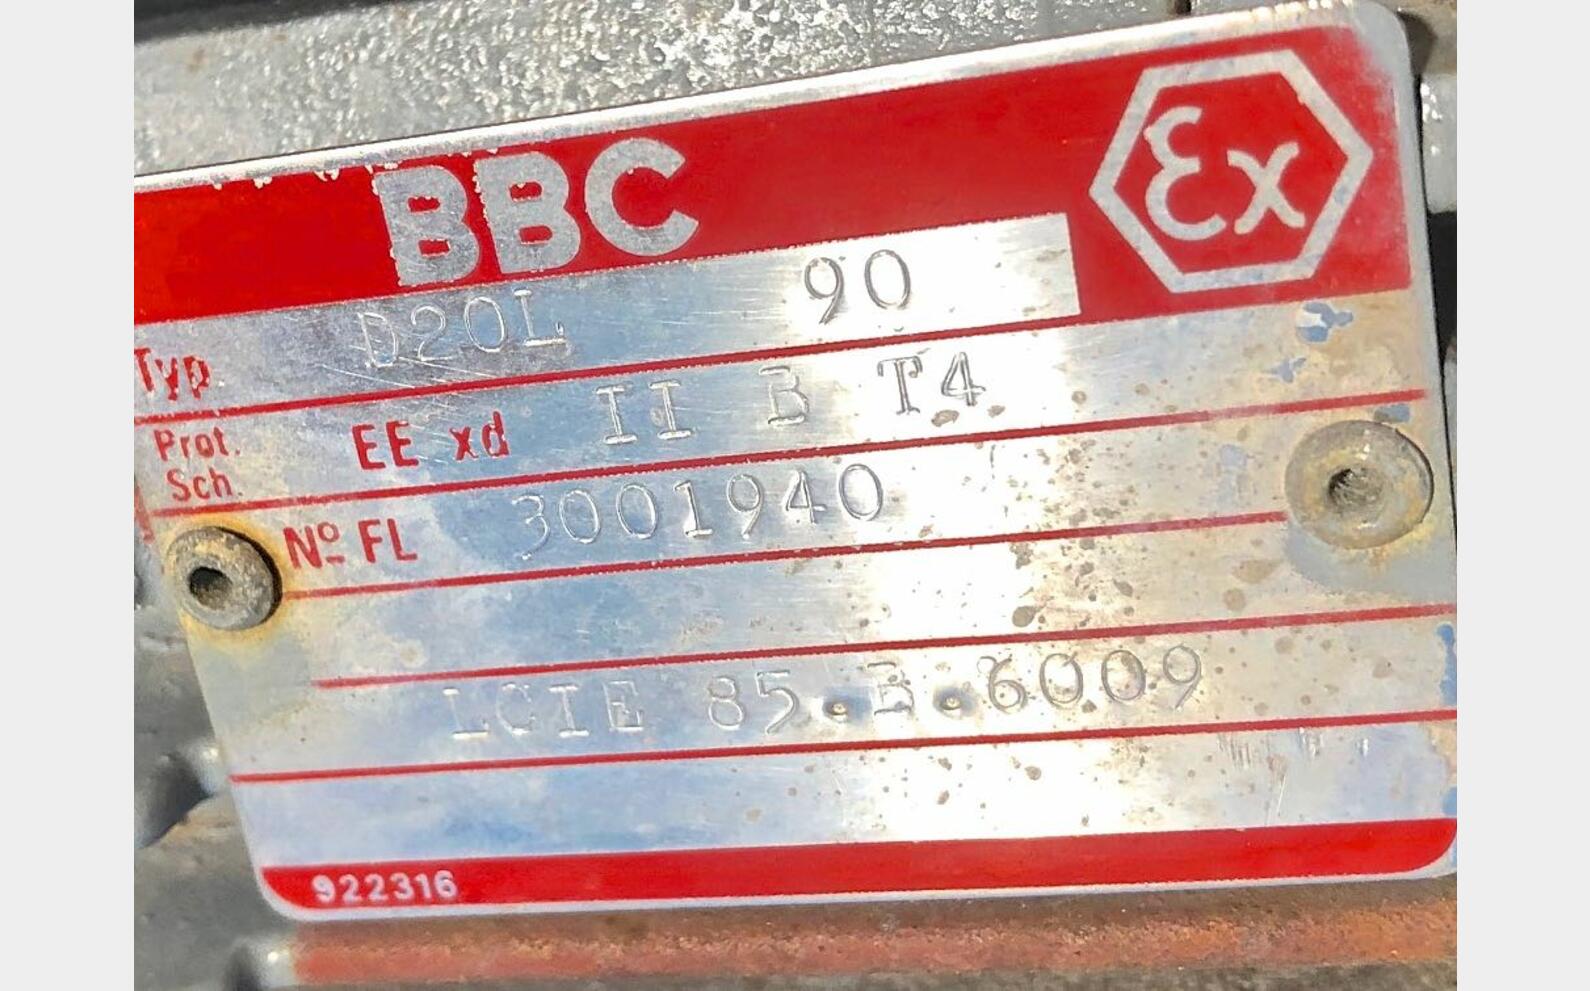 BBC
Ex
Typ. D20L 90
Prot. Sch. EE xd II B T4
Nº FL 3001940
LCIE 85.B.6009
922316